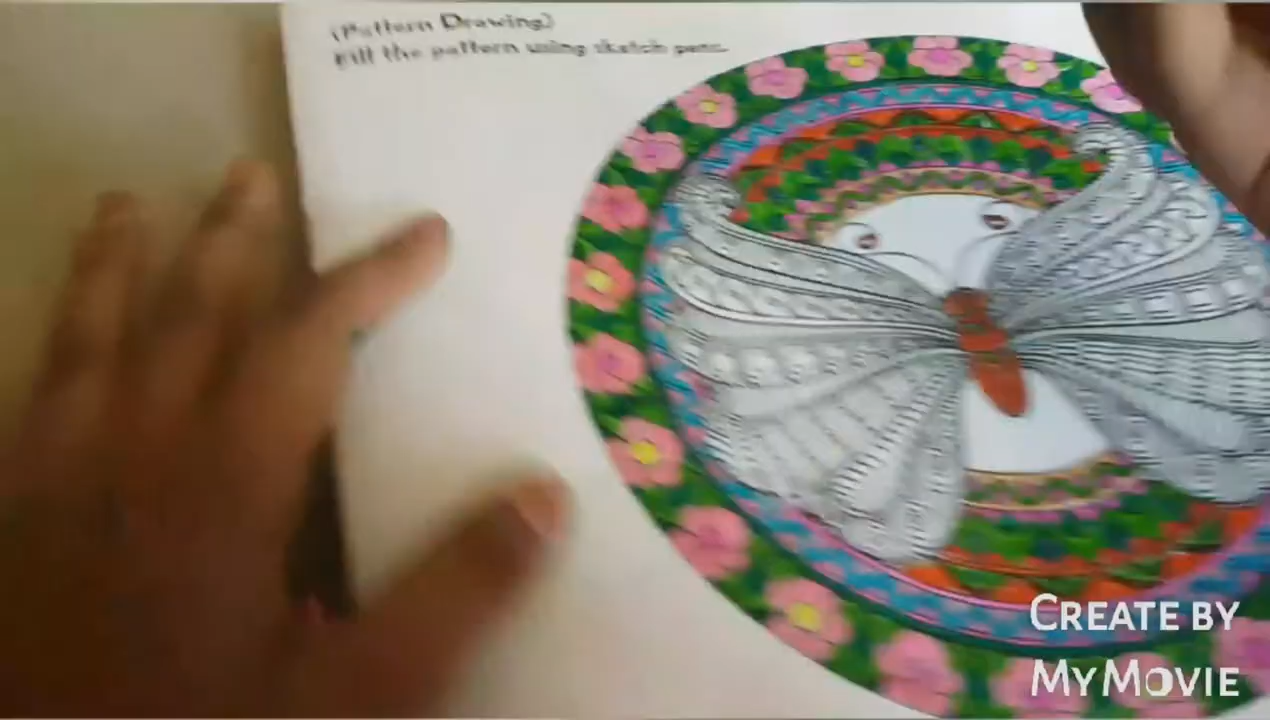 (Pattern Drawing)
Fill the pattern using sketch pens.
CREATE BY
MYMOVIE